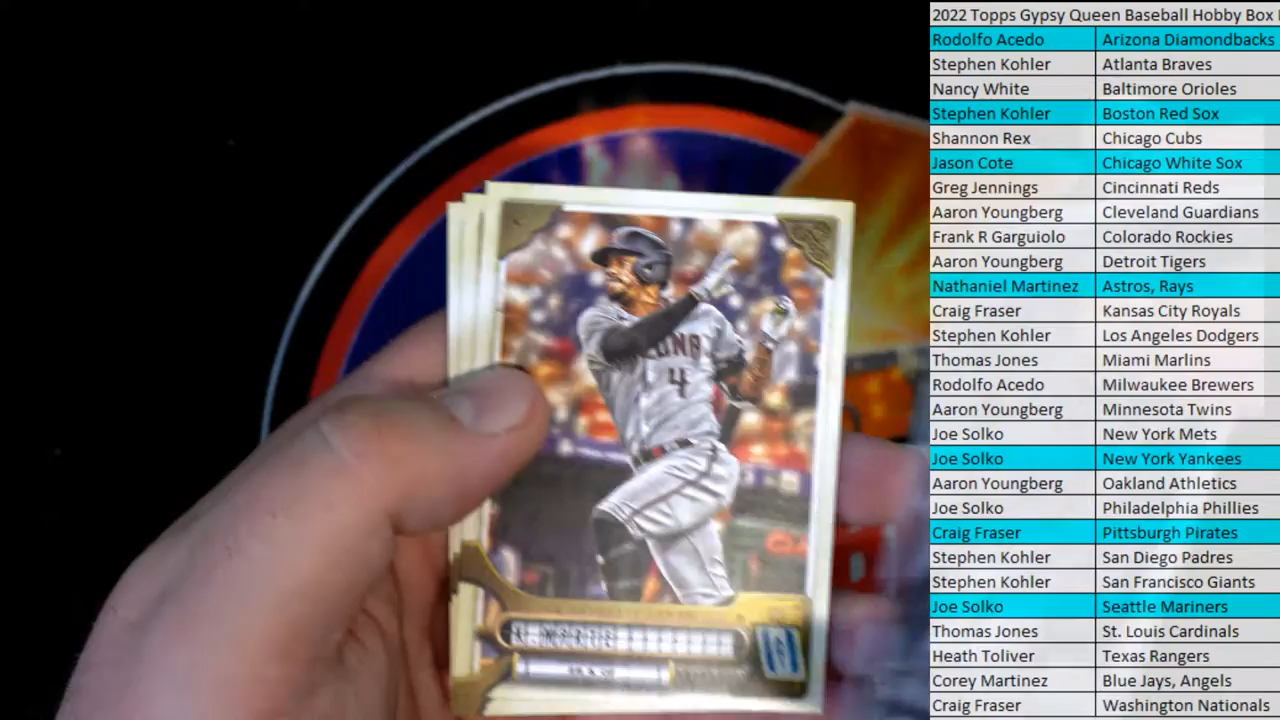 2022 Topps Gypsy Queen Baseball Hobby Box
Rodolfo Acedo Arizona Diamondbacks
Stephen Kohler Atlanta Braves
Nancy White Baltimore Orioles
Stephen Kohler Boston Red Sox
Shannon Rex Chicago Cubs
Jason Cote Chicago White Sox
Greg Jennings Cincinnati Reds
Aaron Youngberg Cleveland Guardians
Frank R Garguiolo Colorado Rockies
Aaron Youngberg Detroit Tigers
Nathaniel Martinez Astros, Rays
Craig Fraser Kansas City Royals
Stephen Kohler Los Angeles Dodgers
Thomas Jones Miami Marlins
Rodolfo Acedo Milwaukee Brewers
Aaron Youngberg Minnesota Twins
Joe Solko New York Mets
Joe Solko New York Yankees
Aaron Youngberg Oakland Athletics
Joe Solko Philadelphia Phillies
Craig Fraser Pittsburgh Pirates
Stephen Kohler San Diego Padres
Stephen Kohler San Francisco Giants
Joe Solko Seattle Mariners
Thomas Jones St. Louis Cardinals
Heath Toliver Texas Rangers
Corey Martinez Blue Jays, Angels
Craig Fraser Washington Nationals
4